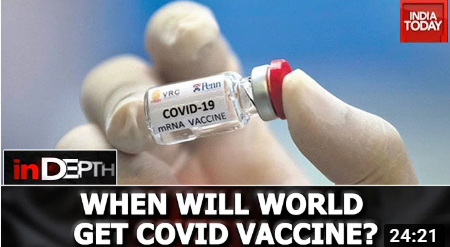 INDIA
TODAY
VRC Penn
COVID-19
mRNA VACCINE
inDEPTH
WHEN WILL WORLD
GET COVID VACCINE?
24:21